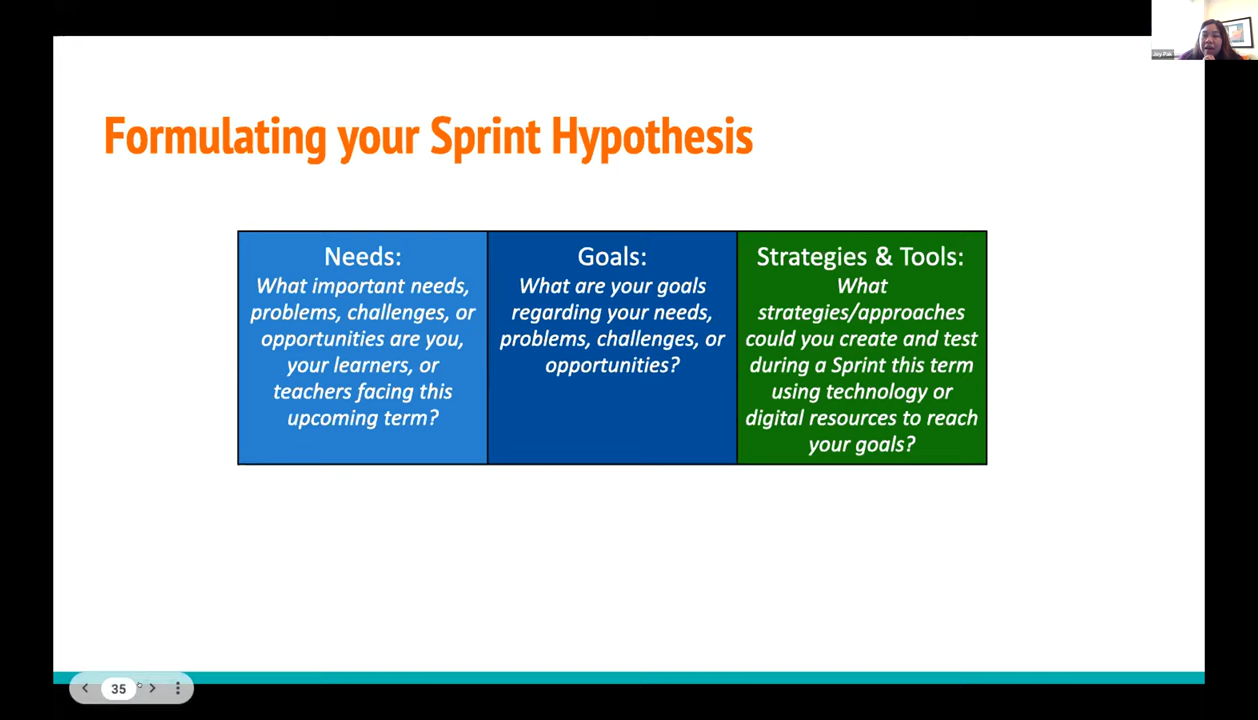 Joy Pak
Formulating your Sprint Hypothesis
Needs:
What important needs,
problems, challenges, or
opportunities are you,
your learners, or
teachers facing this
upcoming term?
Goals:
What are your goals
regarding your needs,
problems, challenges, or
opportunities?
Strategies & Tools:
What
strategies/approaches
could you create and test
during a Sprint this term
using technology or
digital resources to reach
your goals?
35